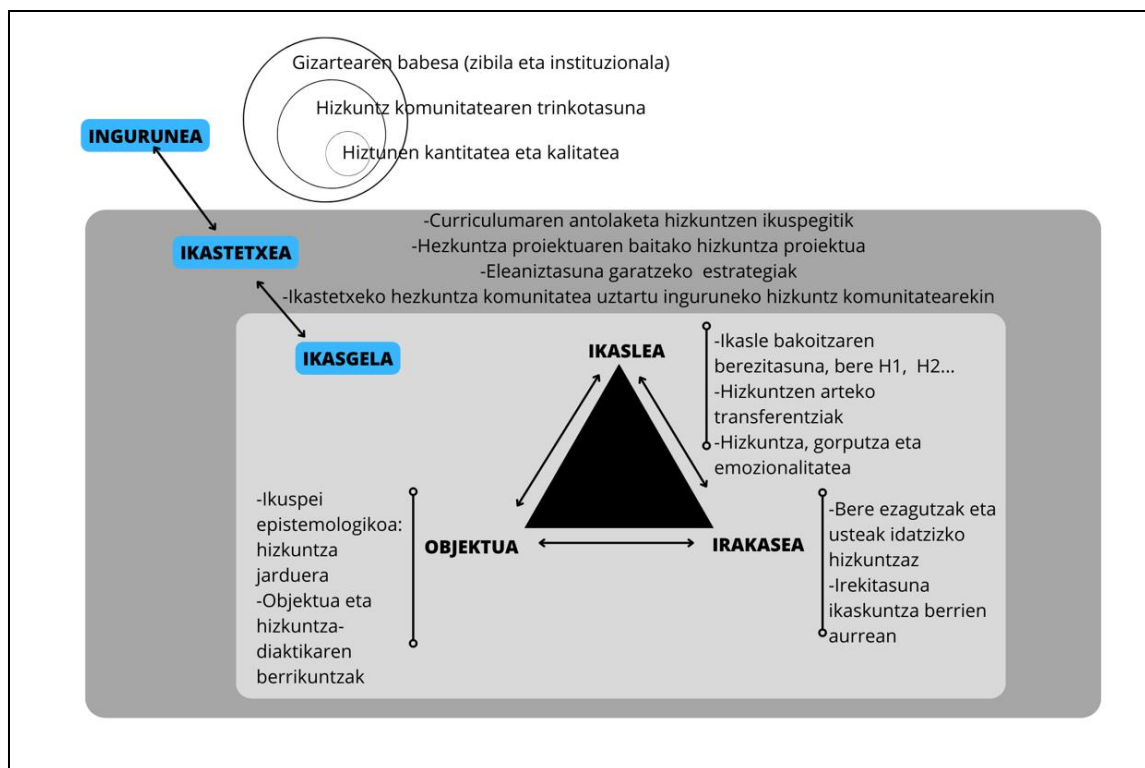 Gizartearen babesa (zibila eta instituzionala)
Hizkuntz komunitatearen trinkotasuna
INGURUNEA
Hiztunen kantitatea eta kalitatea
-Curriculumaren antolaketa hizkuntzen ikuspegitik
IKASTETXEA
-Hezkuntza proiektuaren baitako hizkuntza proiektua
-Eleaniztasuna garatzeko estrategiak
-Ikastetxeko hezkuntza komunitatea uztartu inguruneko hizkuntz komunitatearekin
IKASGELA
IKASLEA
-Ikasle bakoitzaren
berezitasuna, bere H1, H2...
-Hizkuntzen arteko
transferentziak
-Hizkuntza, gorputza eta
emozionalitatea
-Ikuspei
epistemologikoa:
hizkuntza
jarduera
-Objektua eta
hizkuntza-
diaktikaren
berrikuntzak
OBJEKTUA
IRAKASEA
-Bere ezagutzak eta
usteak idatzizko
hizkuntzaz
-Irekitasuna
ikaskuntza berrien
aurrean